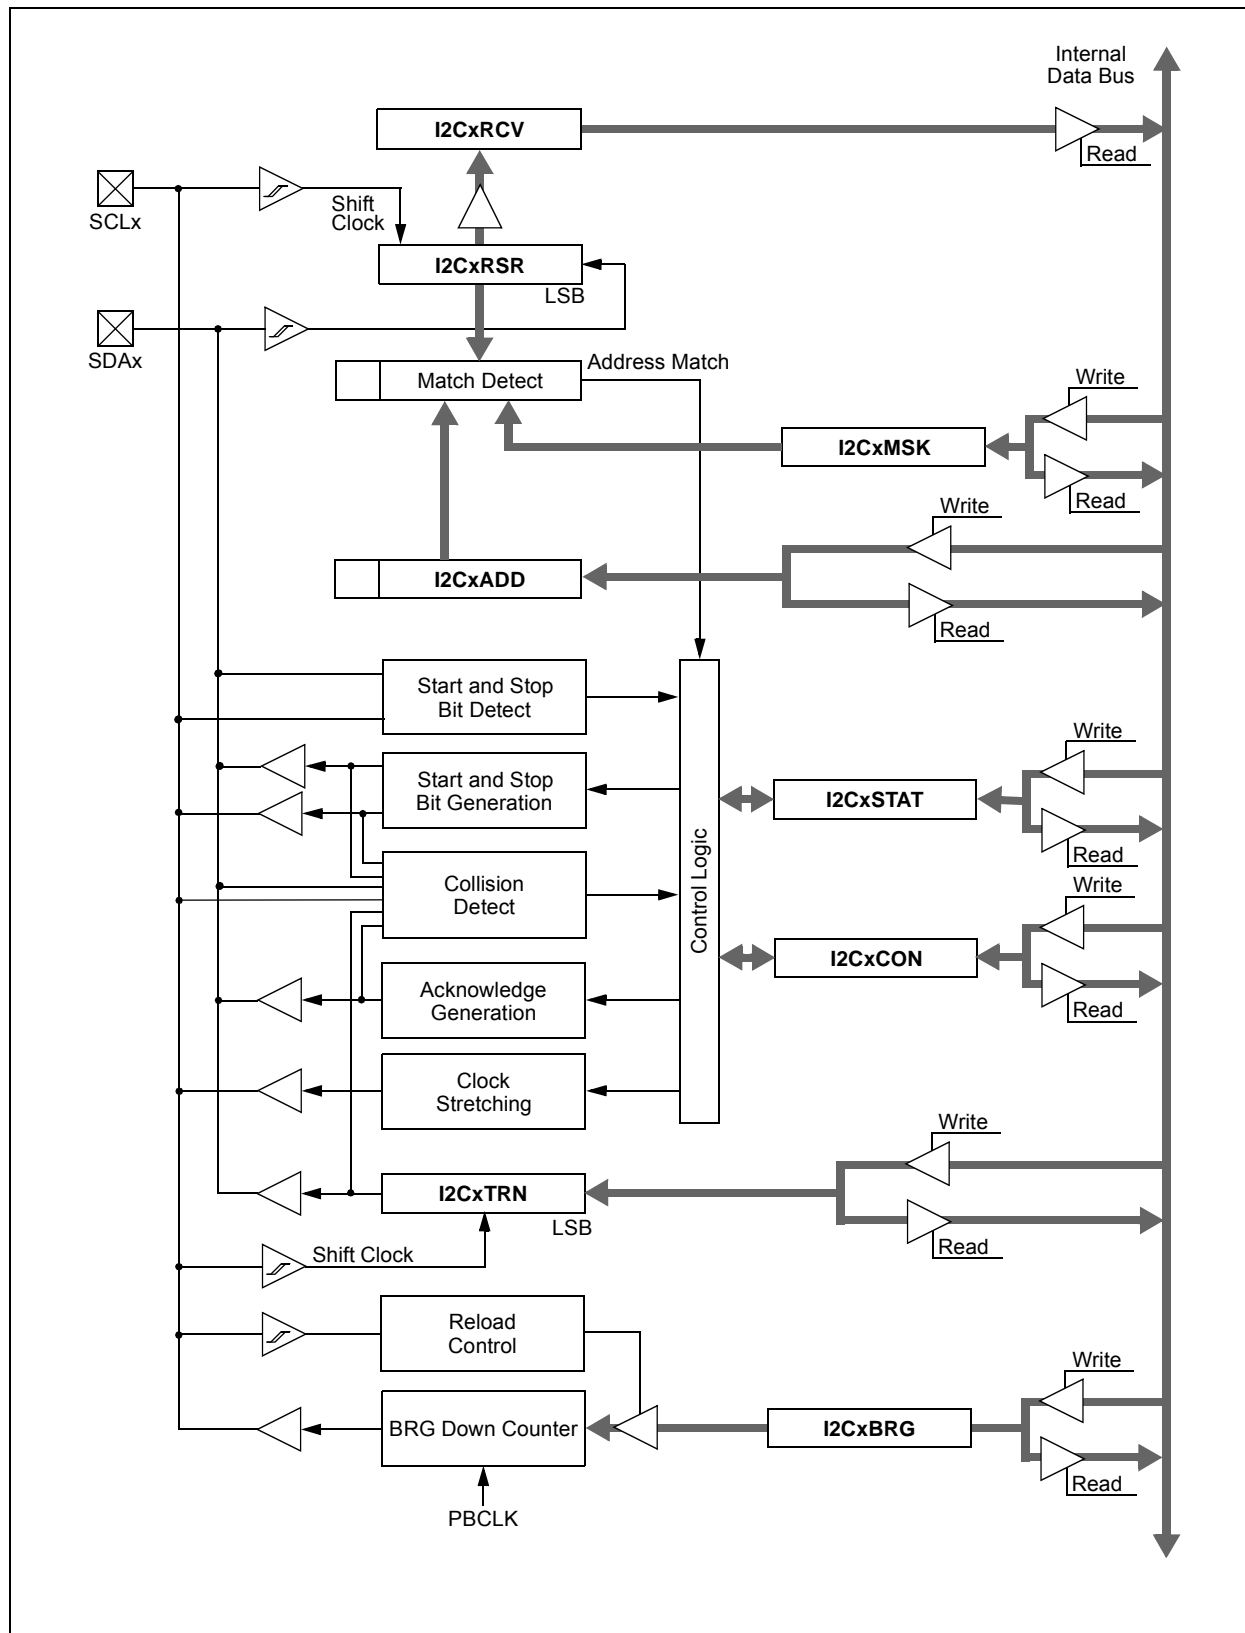 Internal
Data Bus
I2CxRCV
Read
SCLx
Shift
Clock
I2CxRSR
LSB
SDAx
Address Match
Match Detect
Write
I2CxMSK
Read
Write
I2CxADD
Read
Start and Stop
Bit Detect
Write
Start and Stop
Bit Generation
I2CxSTAT
Read
Control Logic
Collision
Detect
Write
I2CxCON
Acknowledge
Generation
Read
Clock
Stretching
Write
I2CxTRN
LSB
Read
Shift Clock
Reload
Control
Write
BRG Down Counter
I2CxBRG
Read
PBCLK